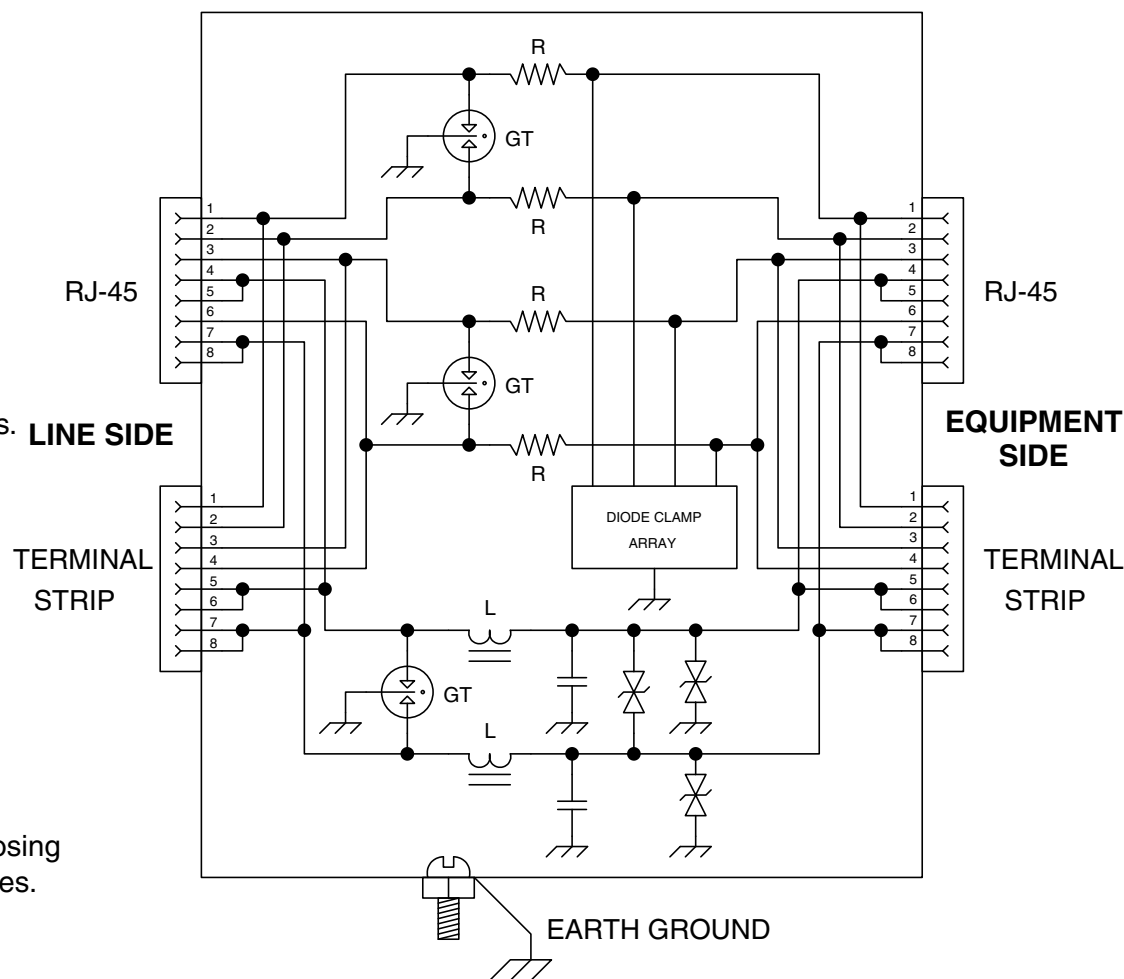 R
GT
R
R
GT
R
1
2
3
4
5
6
7
8
RJ-45
1
2
3
4
5
6
7
8
RJ-45
s.
LINE SIDE
EQUIPMENT
SIDE
1
2
3
4
5
6
7
8
TERMINAL
STRIP
DIODE CLAMP
ARRAY
1
2
3
4
5
6
7
8
TERMINAL
STRIP
L
GT
L
osing
es.
EARTH GROUND